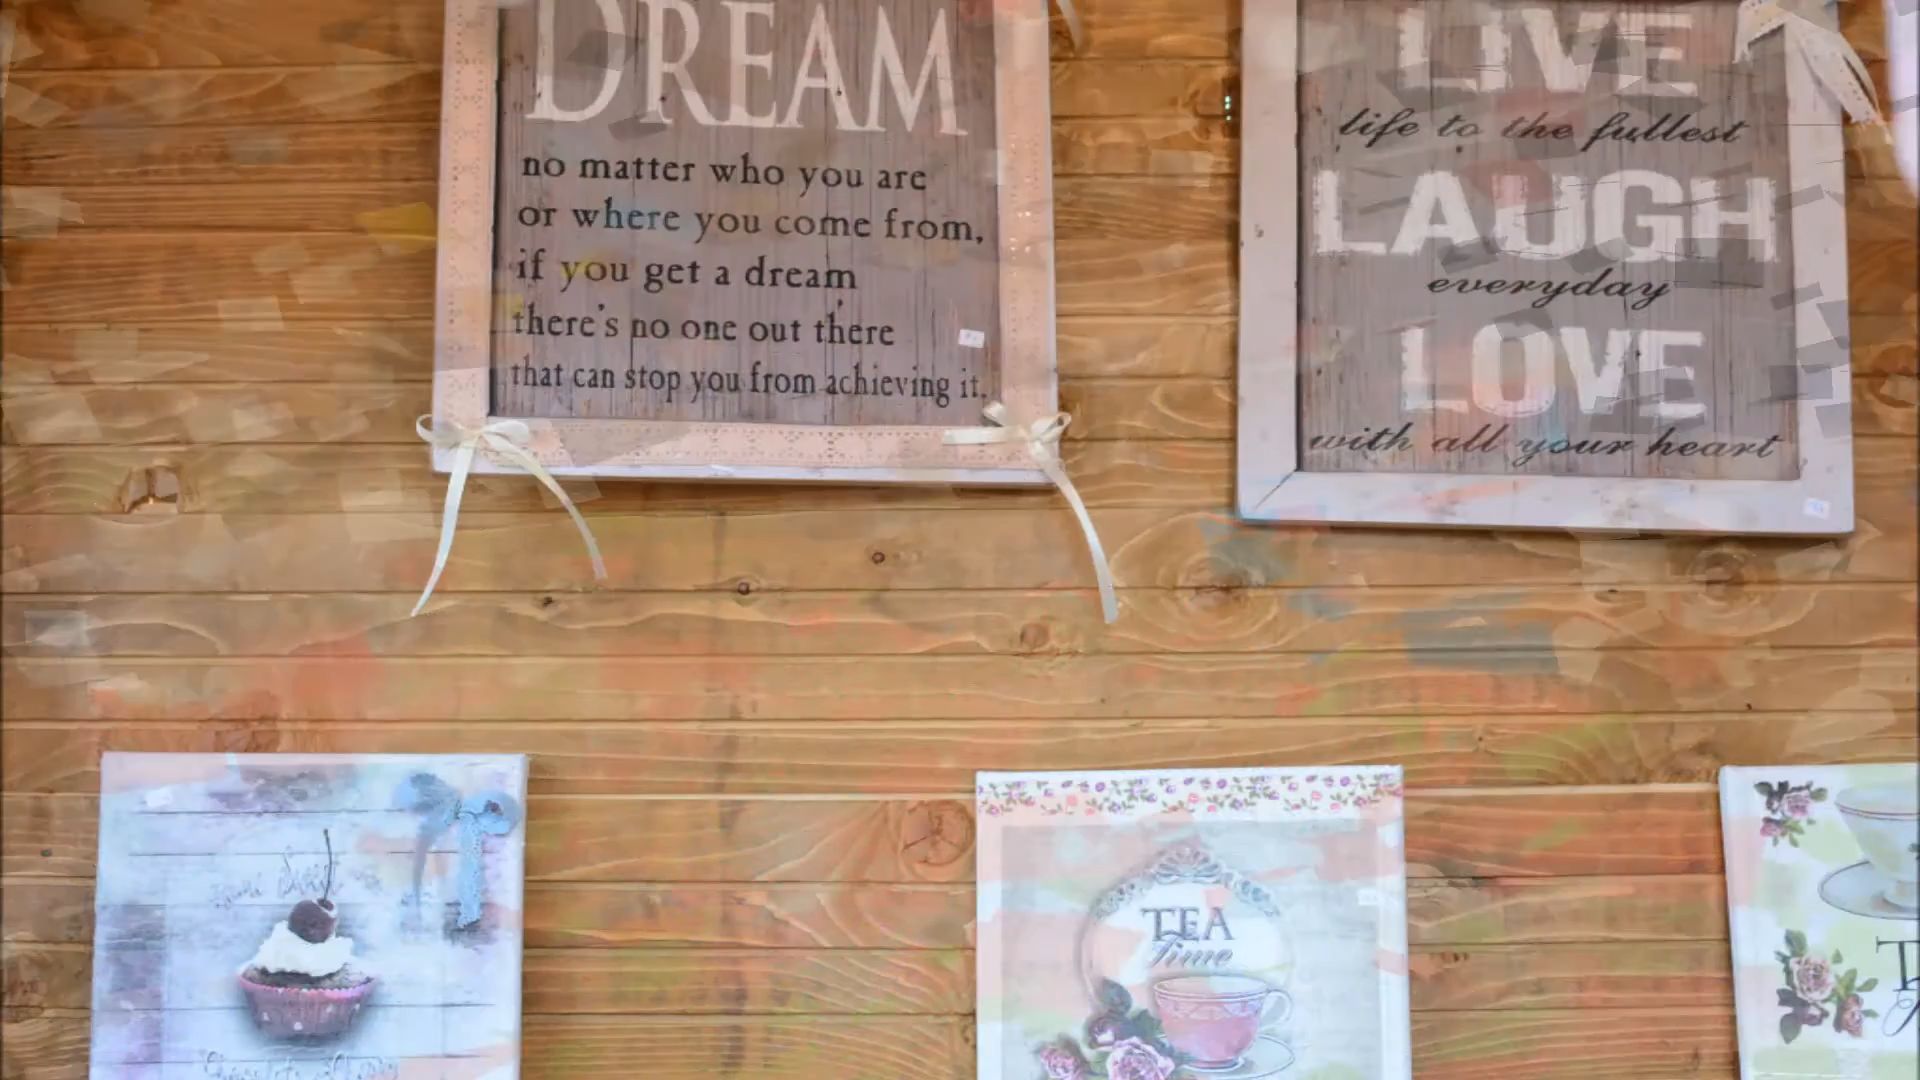 DREAM
no matter who you are
or where you come from,
if you get a dream
there's no one out there
that can stop you from achieving it.
LIVE
life to the fullest
LAUGH
everyday
LOVE
with all your heart
TEA
Time